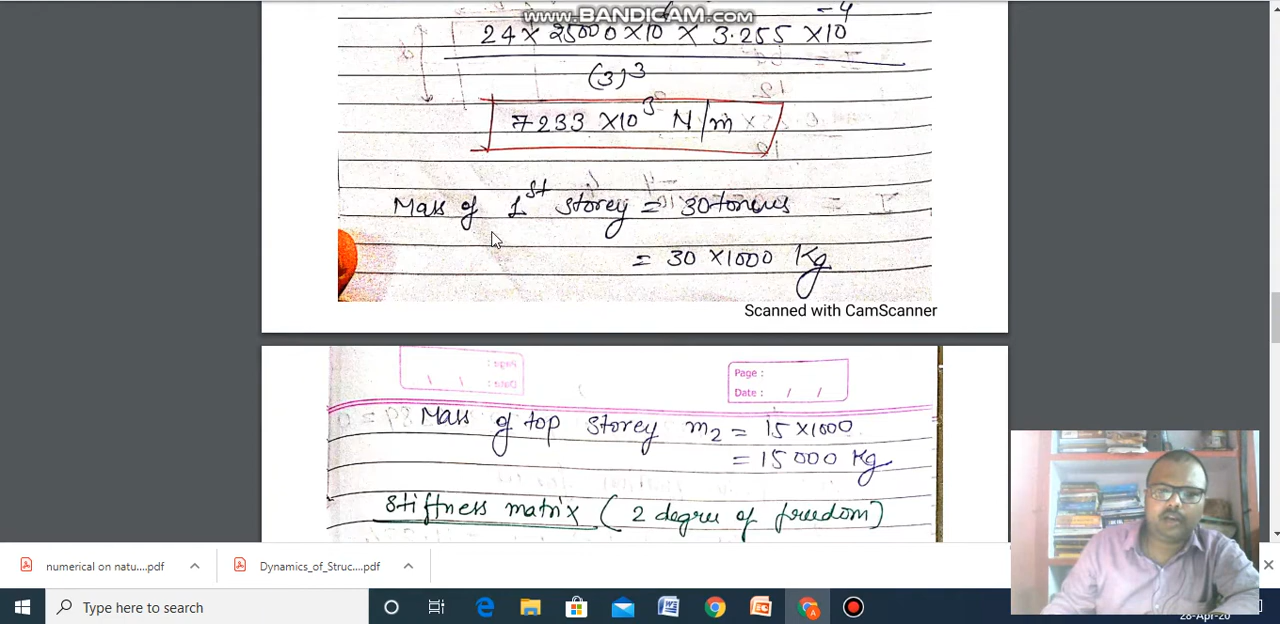 www.BANDICAM.com
24 × 25000 × 10 × 3.255 × 10⁻⁴
(3)³
7233 × 10³ N/m
Mass of 1st storey = 30 tonnes
= 30 × 1000 Kg
Scanned with CamScanner
Page :
Date : / /
Mass of top storey m₂ = 15 × 1000
= 15000 Kg
Stiffness matrix ( 2 degree of freedom)
numerical on natu....pdf
Dynamics_of_Struc....pdf
Type here to search
28-Apr-20